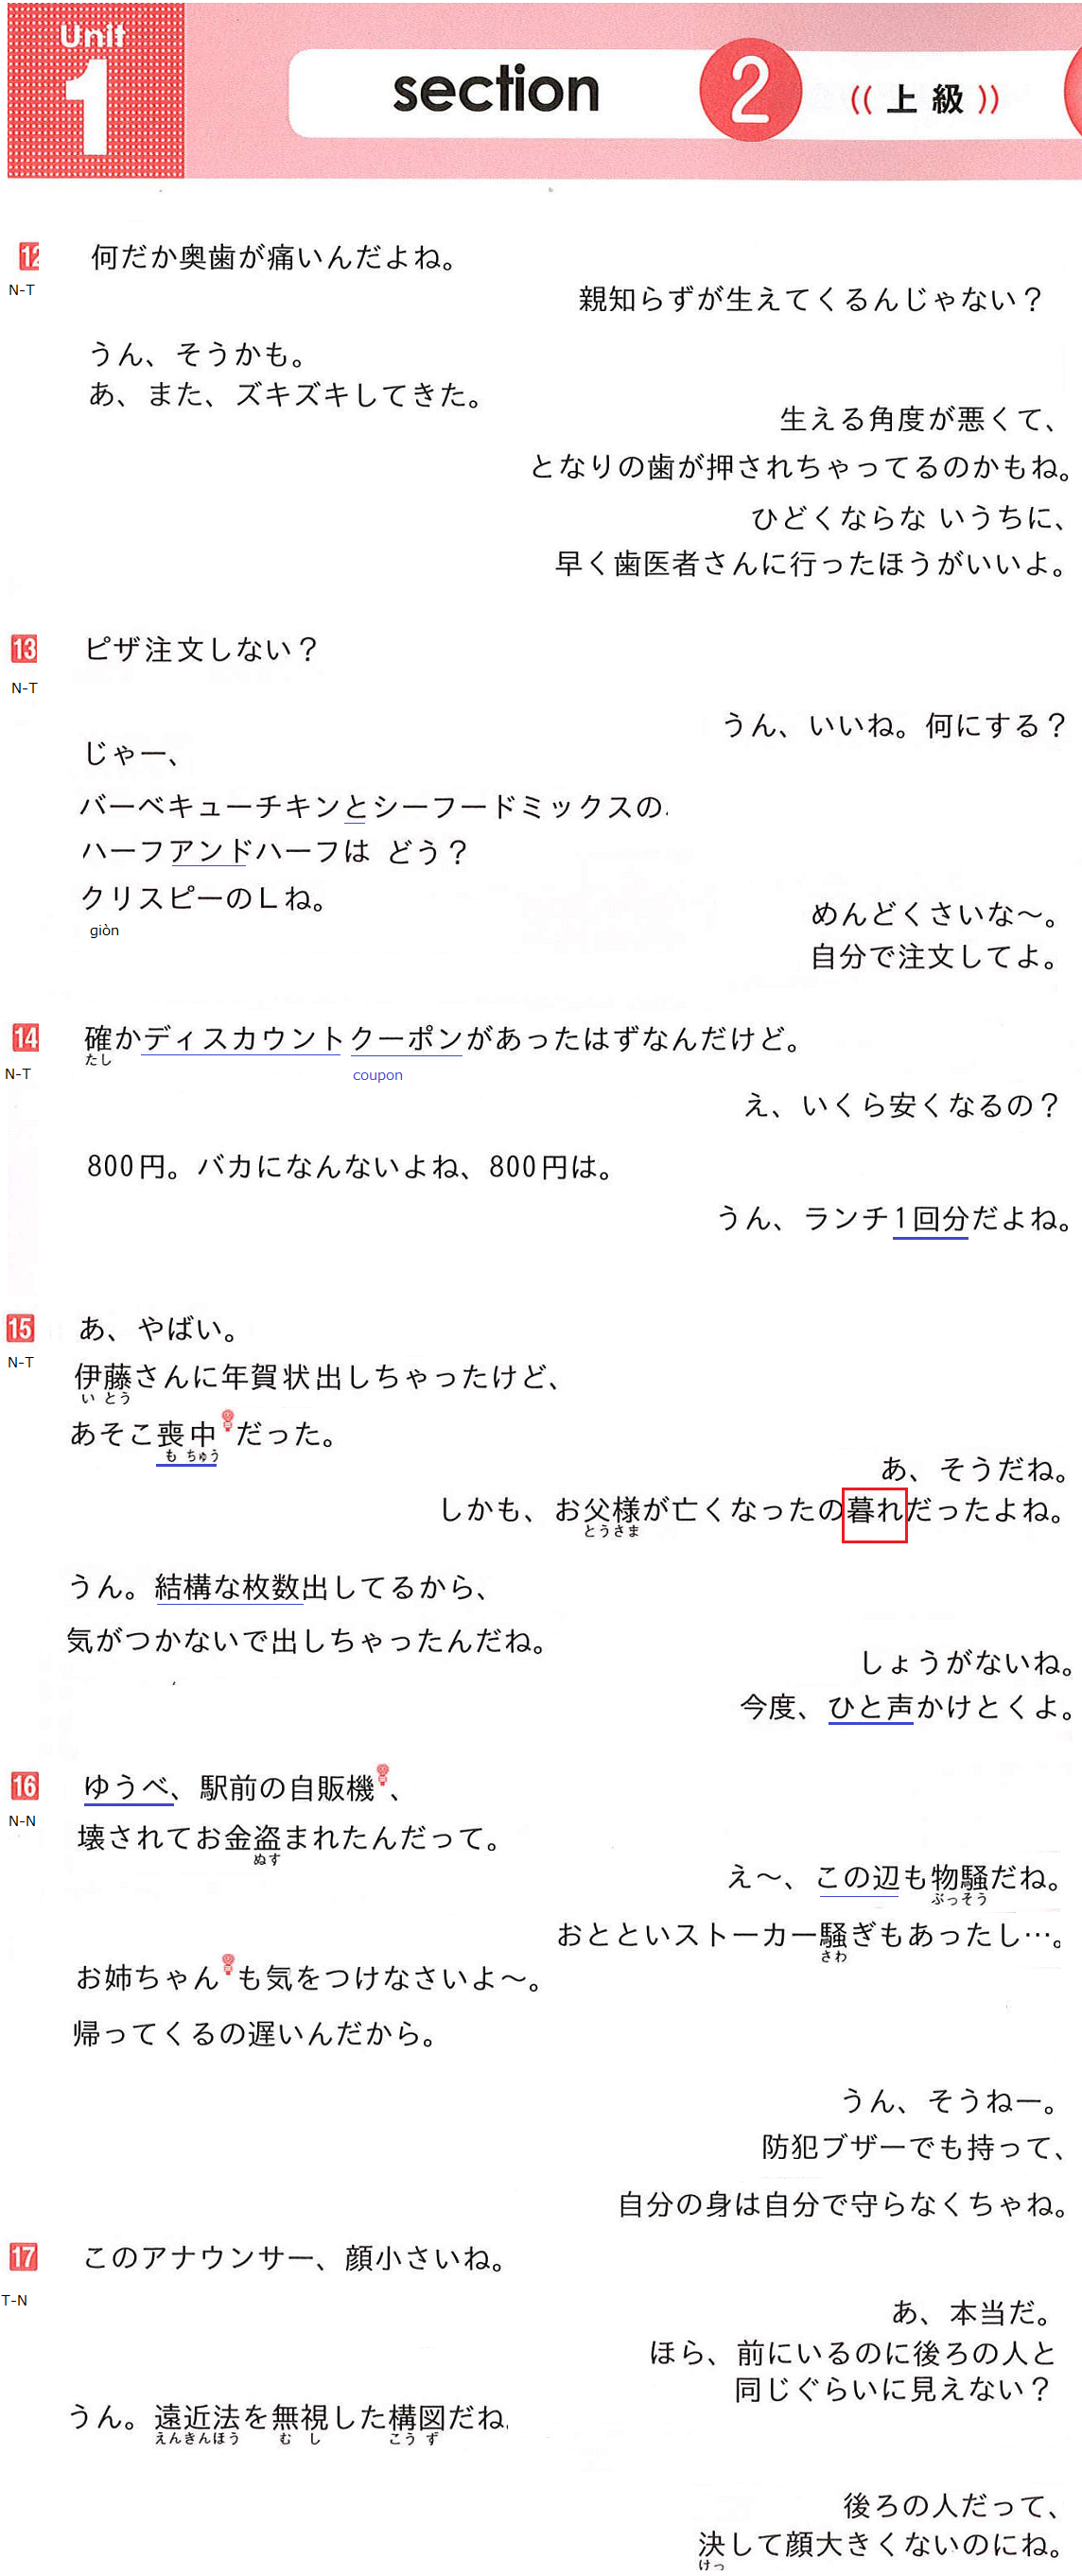 Unit
1
section 2 《 上級 》
12 何だか奥歯が痛いんだよね。
N-T
親知らずが生えてくるんじゃない？
うん、そうかも。
あ、また、ズキズキしてきた。
生える角度が悪くて、
となりの歯が押されちゃってるのかもね。
ひどくならな いうちに、
早く歯医者さんに行ったほうがいいよ。
13 ピザ注文しない？
N-T
うん、いいね。何にする？
じゃー、
バーベキューチキンとシーフードミックスの
ハーフアンドハーフは どう？
クリスピーのLね。
giòn
めんどくさいな〜。
自分で注文してよ。
14 確かディスカウントクーポンがあったはずなんだけど。
たし
N-T
coupon
え、いくら安くなるの？
800円。バカになんないよね、800円は。
うん、ランチ1回分だよね。
15 あ、やばい。
N-T
伊藤さんに年賀状出しちゃったけど、
い とう
あそこ喪中だった。
も ちゅう
あ、そうだね。
しかも、お父様が亡くなったの暮れだったよね。
とうさま
うん。結構な枚数出してるから、
気がつかないで出しちゃったんだね。
しょうがないね。
今度、ひと声かけとくよ。
16 ゆうべ、駅前の自販機、
N-N
壊されてお金盗まれたんだって。
ぬす
え〜、この辺も物騒だね。
ぶっそう
おとといストーカー騒ぎもあったし…。
さわ
お姉ちゃんも気をつけなさいよ〜。
帰ってくるの遅いんだから。
うん、そうねー。
防犯ブザーでも持って、
自分の身は自分で守らなくちゃね。
17 このアナウンサー、顔小さいね。
T-N
あ、本当だ。
ほら、前にいるのに後ろの人と
同じぐらいに見えない？
うん。遠近法を無視した構図だね
えんきんほう む し こう ず
後ろの人だって、
決して顔大きくないのにね。
けっ